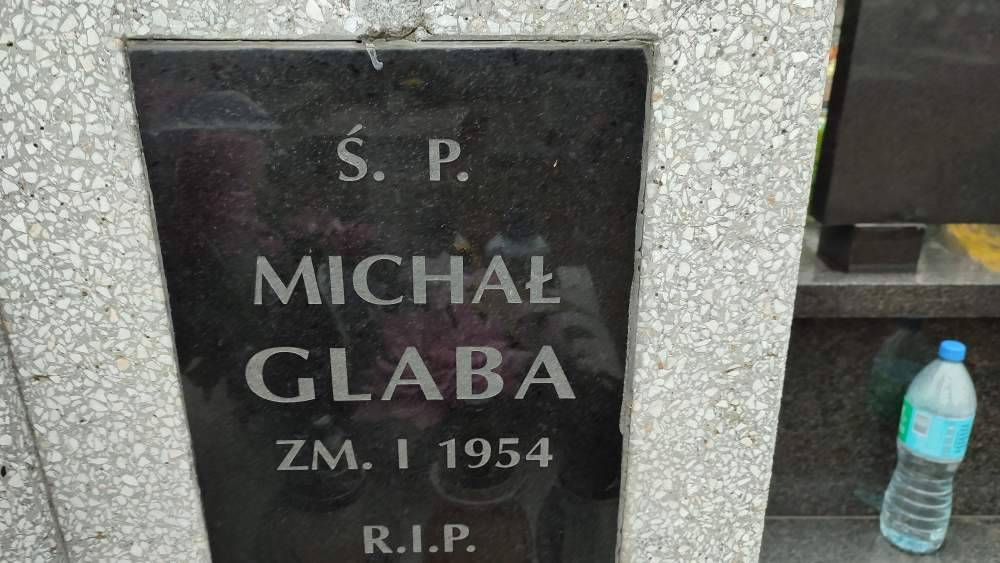 Ś. P.
MICHAŁ
GLABA
ZM. I 1954
R.I.P.